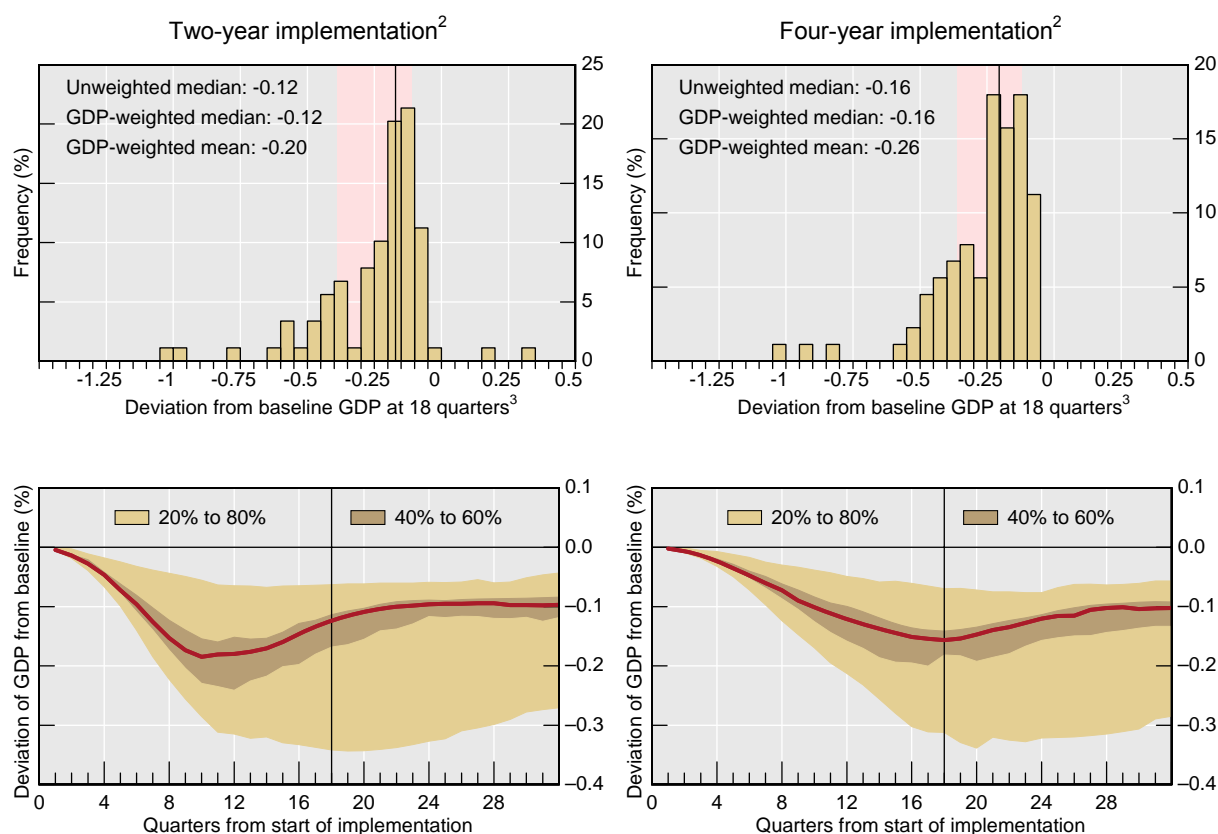 Two-year implementation2
Unweighted median: -0.12
GDP-weighted median: -0.12
GDP-weighted mean: -0.20
Frequency (%)
25
20
15
10
5
0
-1.25 -1 -0.75 -0.5 -0.25 0 0.25 0.5
Deviation from baseline GDP at 18 quarters3
Four-year implementation2
Unweighted median: -0.16
GDP-weighted median: -0.16
GDP-weighted mean: -0.26
Frequency (%)
20
15
10
5
0
-1.25 -1 -0.75 -0.5 -0.25 0 0.25 0.5
Deviation from baseline GDP at 18 quarters3
Deviation of GDP from baseline (%)
20% to 80% 40% to 60%
0.1
0.0
–0.1
–0.2
–0.3
–0.4
0 4 8 12 16 20 24 28
Quarters from start of implementation
Deviation of GDP from baseline (%)
20% to 80% 40% to 60%
0.1
0.0
–0.1
–0.2
–0.3
–0.4
0 4 8 12 16 20 24 28
Quarters from start of implementation